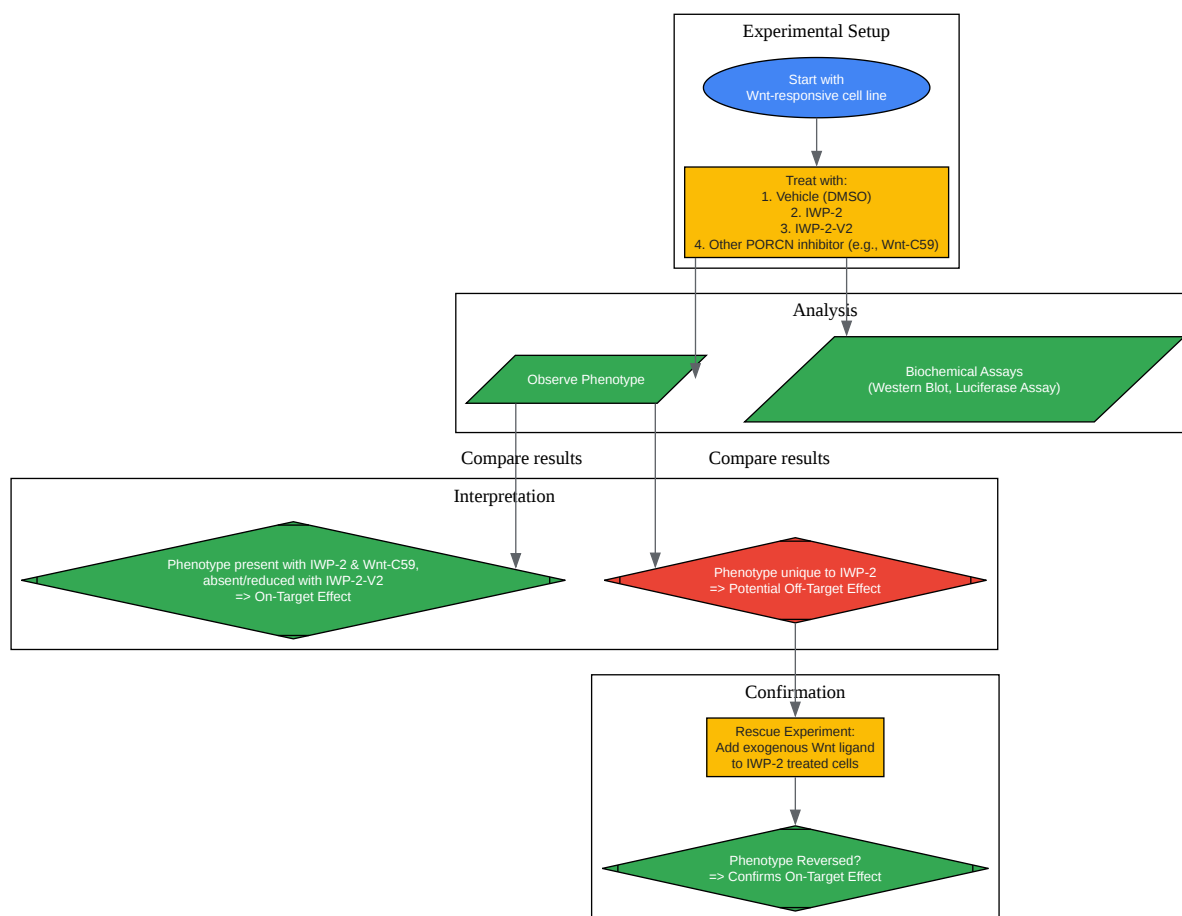 Experimental Setup
Start with
Wnt-responsive cell line
Treat with:
1. Vehicle (DMSO)
2. IWP-2
3. IWP-2-V2
4. Other PORCN inhibitor (e.g., Wnt-C59)
Analysis
Observe Phenotype
Biochemical Assays
(Western Blot, Luciferase Assay)
Compare results
Compare results
Interpretation
Phenotype present with IWP-2 & Wnt-C59,
absent/reduced with IWP-2-V2
=> On-Target Effect
Phenotype unique to IWP-2
=> Potential Off-Target Effect
Confirmation
Rescue Experiment:
Add exogenous Wnt ligand
to IWP-2 treated cells
Phenotype Reversed?
=> Confirms On-Target Effect